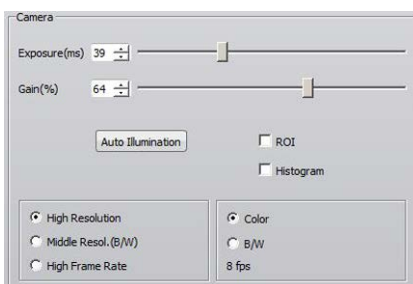 Camera
Exposure(ms) 39
Gain(%) 64
Auto Illumination
ROI
Histogram
High Resolution
Color
Middle Resol.(B/W)
B/W
High Frame Rate
8 fps